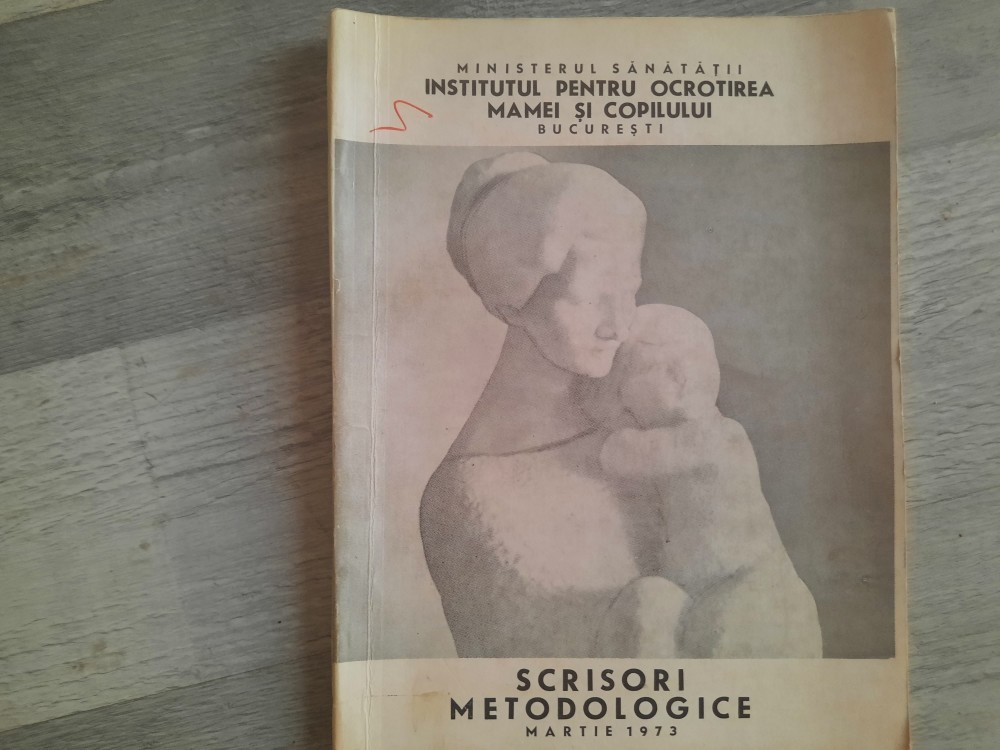 MINISTERUL SĂNĂTĂȚII
INSTITUTUL PENTRU OCROTIREA
MAMEI ȘI COPILULUI
BUCUREȘTI
SCRISORI
METODOLOGICE
MARTIE 1973